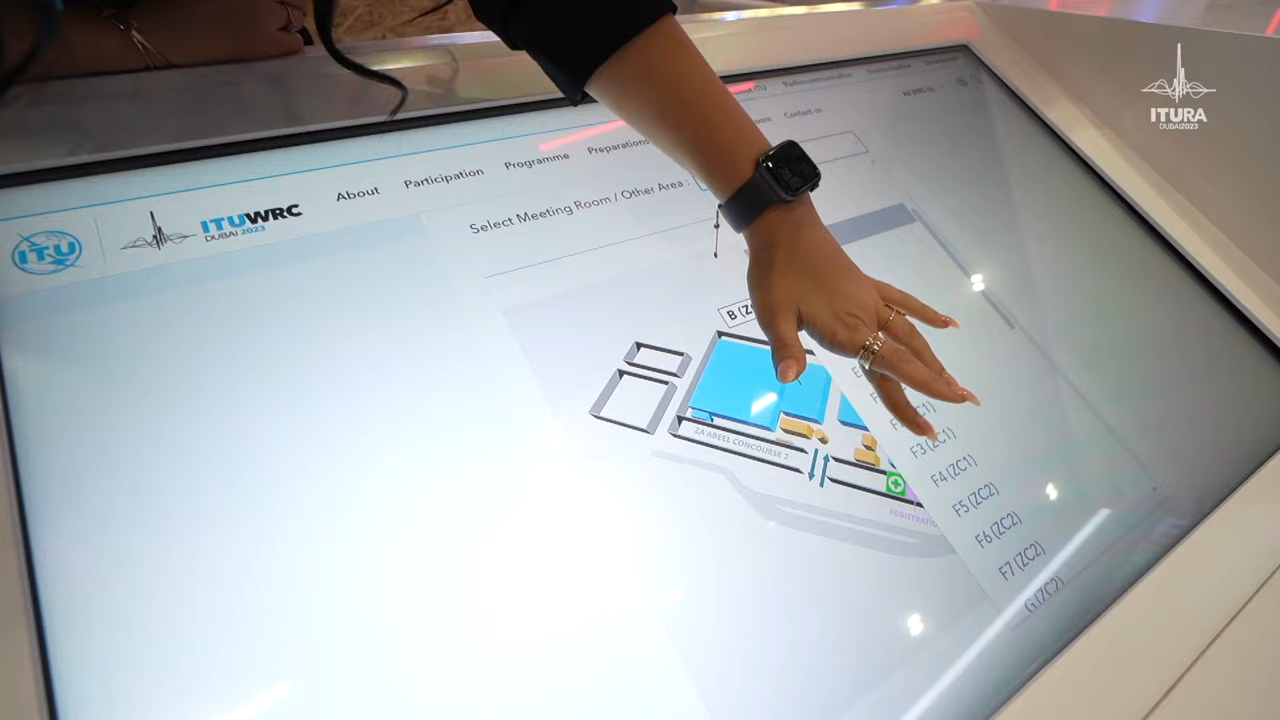 ITURA
DUBAI2023
ITU
ITUWRC
DUBAI 2023
About
Participation
Programme
Preparations
Contact us
Select Meeting Room / Other Area :
ZA'ABEEL CONCOURSE 2
F3 (ZC1)
F4 (ZC1)
F5 (ZC2)
F6 (ZC2)
F7 (ZC2)
G (ZC2)